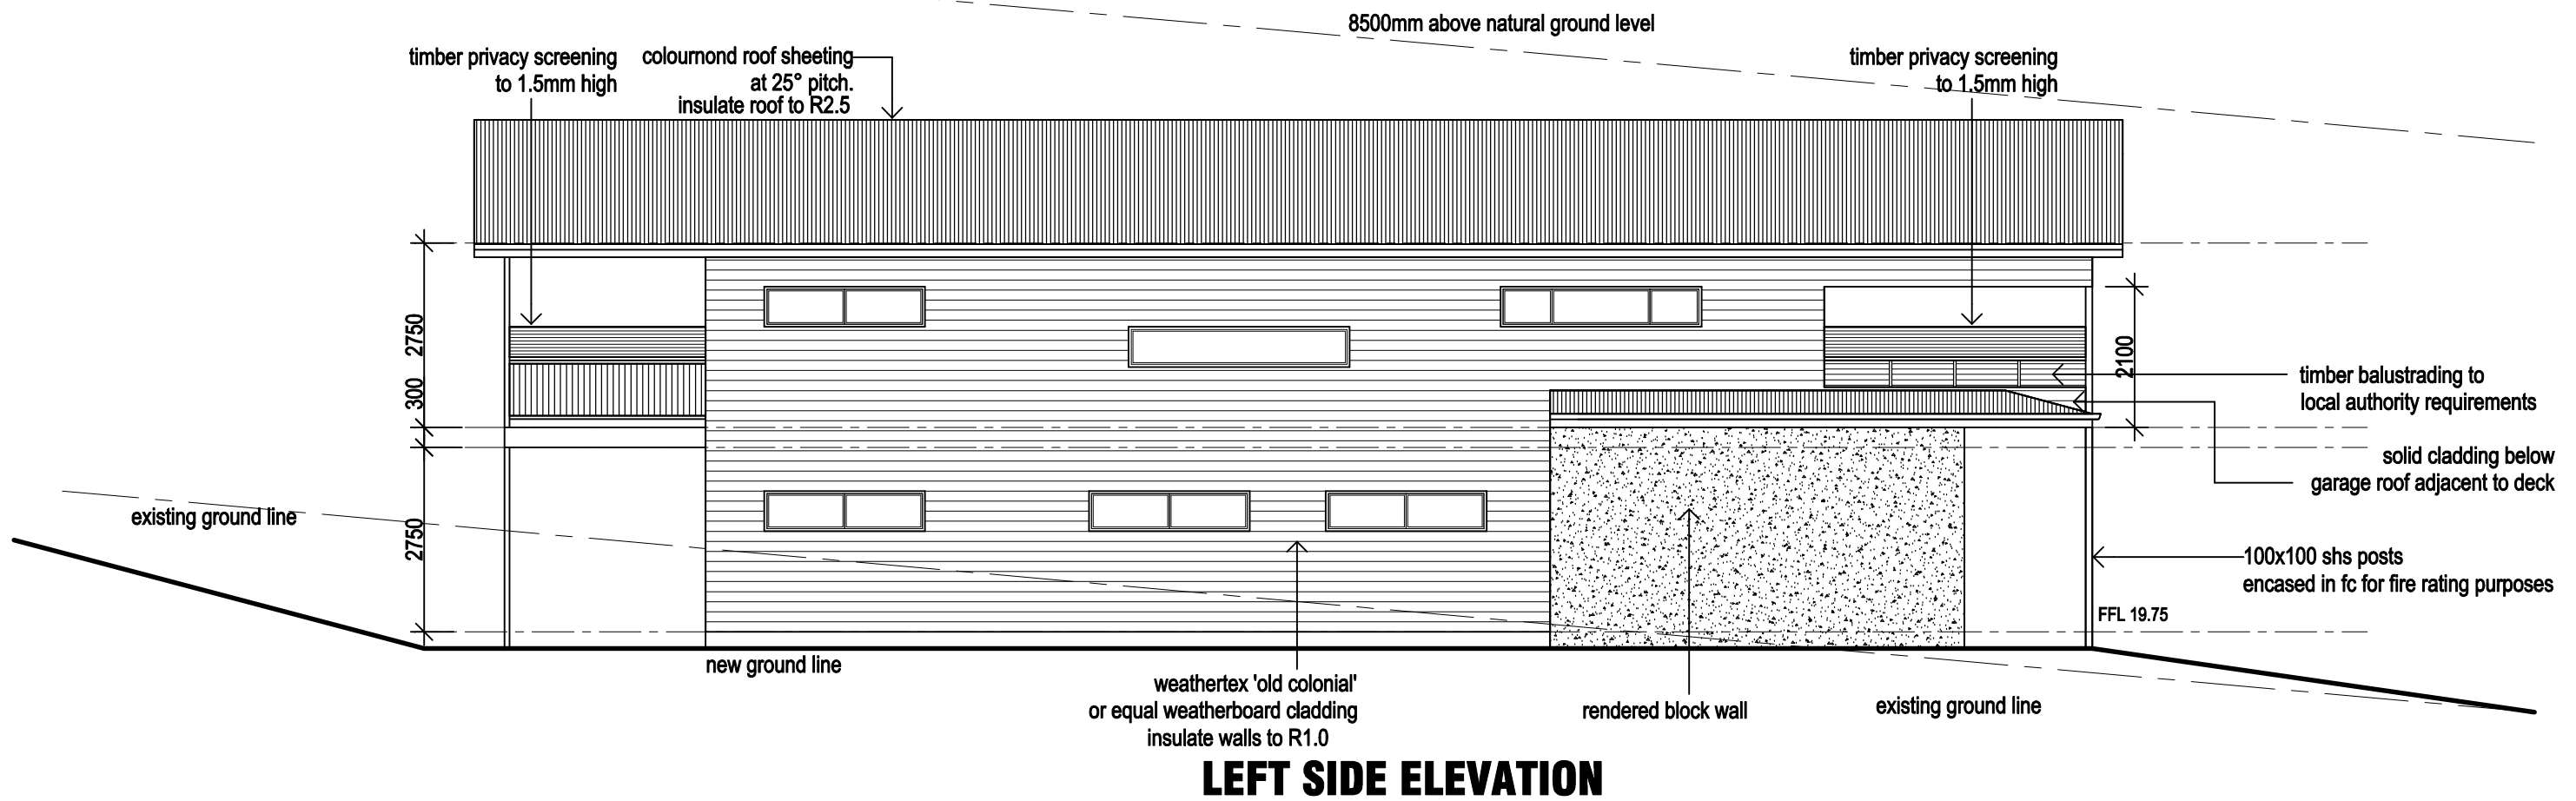 8500mm above natural ground level
timber privacy screening
to 1.5mm high
colournond roof sheeting
at 25° pitch.
insulate roof to R2.5
timber privacy screening
to 1.5mm high
2750
300
2750
2100
timber balustrading to
local authority requirements
solid cladding below
garage roof adjacent to deck
existing ground line
100x100 shs posts
encased in fc for fire rating purposes
FFL 19.75
new ground line
weathertex 'old colonial'
or equal weatherboard cladding
insulate walls to R1.0
rendered block wall
existing ground line
LEFT SIDE ELEVATION